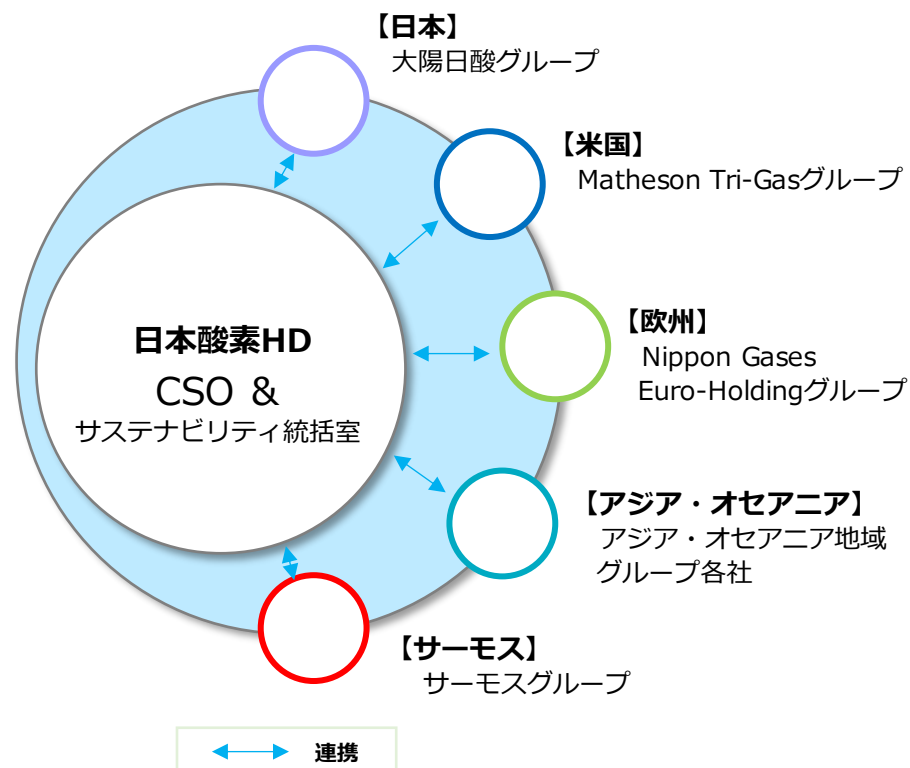 【日本】
大陽日酸グループ
【米国】
Matheson Tri-Gasグループ
日本酸素HD
CSO &
サステナビリティ統括室
【欧州】
Nippon Gases
Euro-Holdingグループ
【アジア・オセアニア】
アジア・オセアニア地域
グループ各社
【サーモス】
サーモスグループ
連携